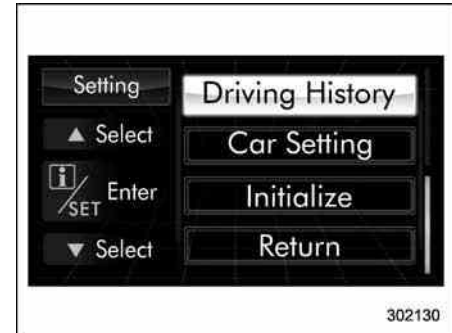 Setting
▲ Select
i/SET Enter
▼ Select
Driving History
Car Setting
Initialize
Return
302130